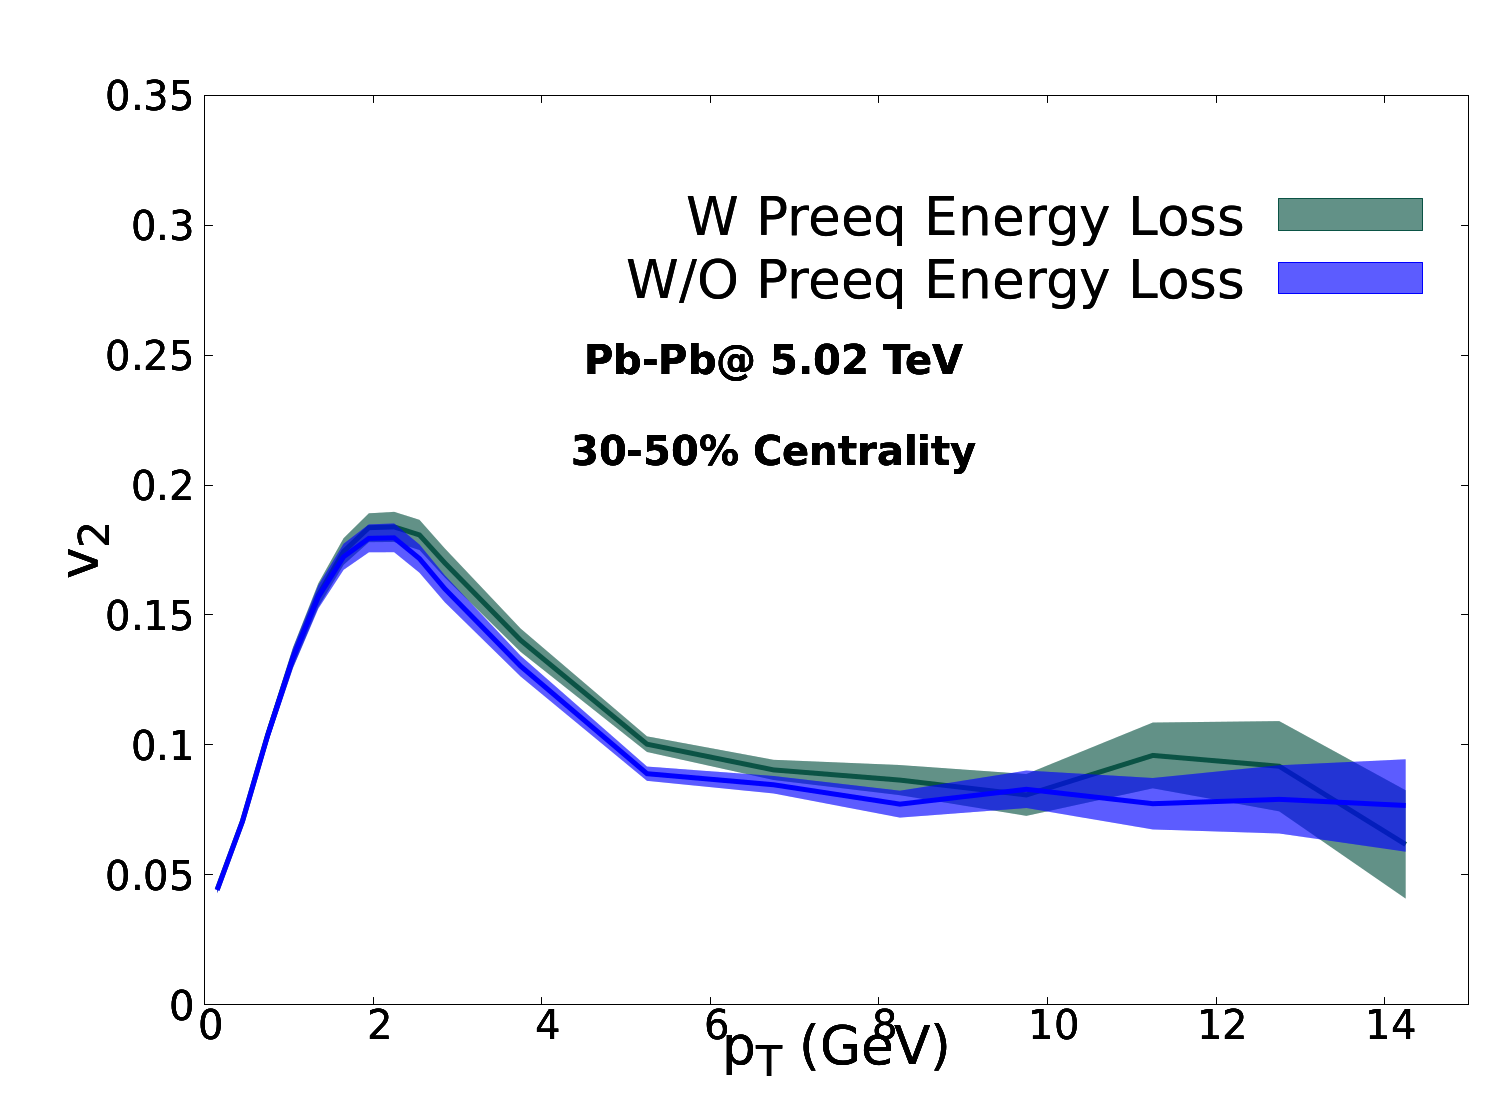 0.35
0.3
0.25
0.2
0.15
0.1
0.05
0
v2
W Preeq Energy Loss
W/O Preeq Energy Loss
Pb-Pb@ 5.02 TeV
30-50% Centrality
0 2 4 6 8 10 12 14
pT (GeV)